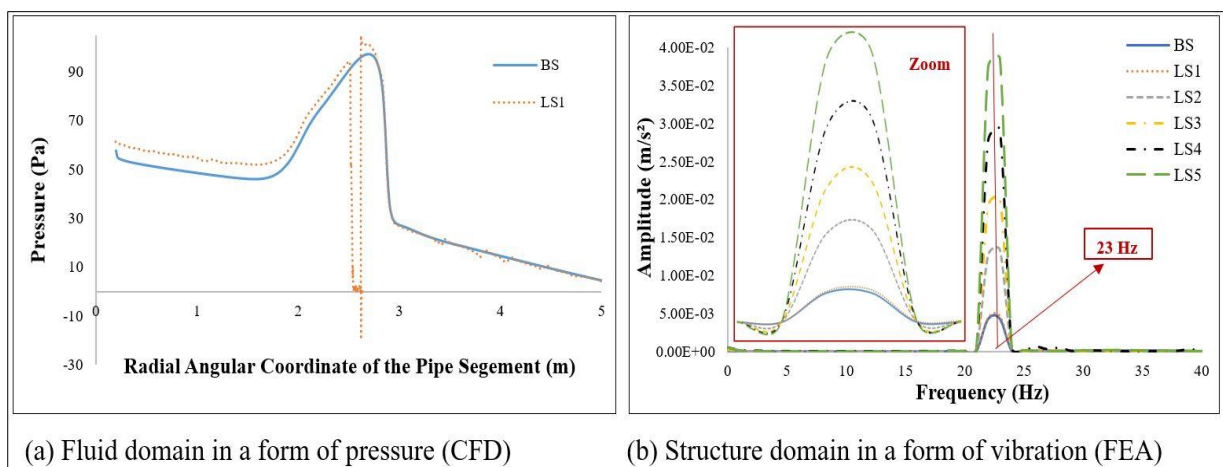 90
70
50
30
10
-10
-30
Pressure (Pa)
0
1
2
3
4
5
Radial Angular Coordinate of the Pipe Segement (m)
BS
LS1
4.00E-02
3.50E-02
3.00E-02
2.50E-02
2.00E-02
1.50E-02
1.00E-02
5.00E-03
0.00E+00
Amplitude (m/s²)
Zoom
BS
LS1
LS2
LS3
LS4
LS5
23 Hz
0
5
10
15
20
25
30
35
40
Frequency (Hz)
(a) Fluid domain in a form of pressure (CFD)
(b) Structure domain in a form of vibration (FEA)